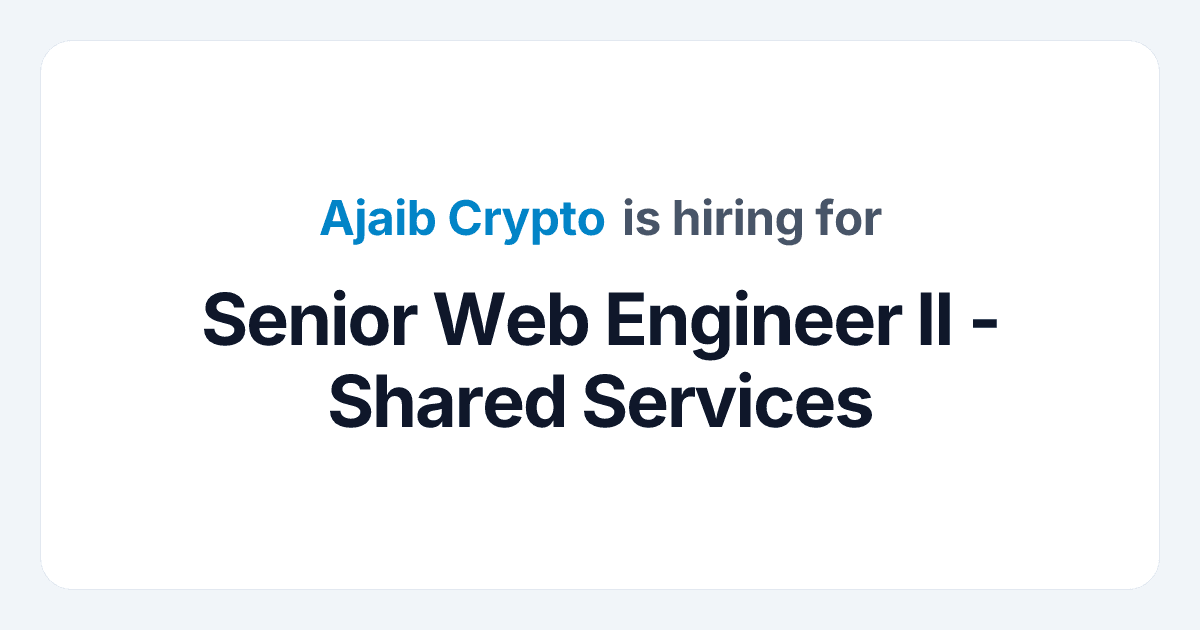 Ajaib Crypto is hiring for
Senior Web Engineer II -
Shared Services